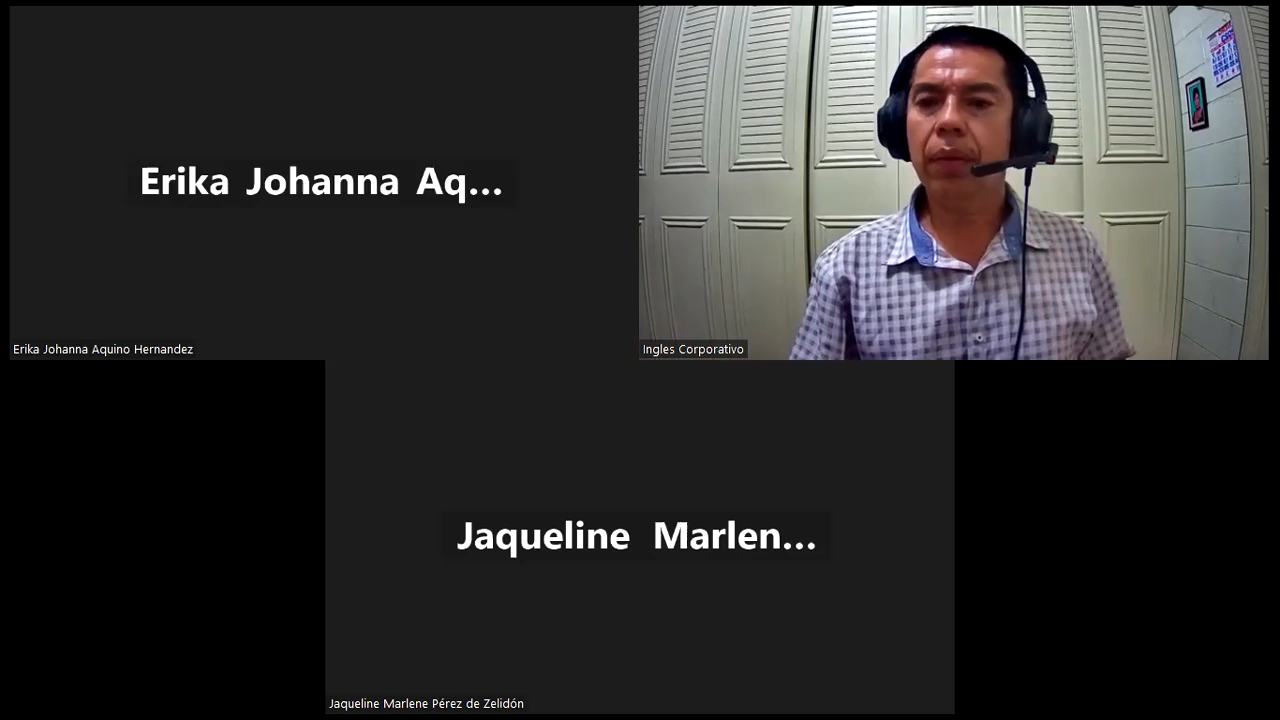 Erika Johanna Aq...
Erika Johanna Aquino Hernandez
Ingles Corporativo
Jaqueline Marlen...
Jaqueline Marlene Pérez de Zelidón